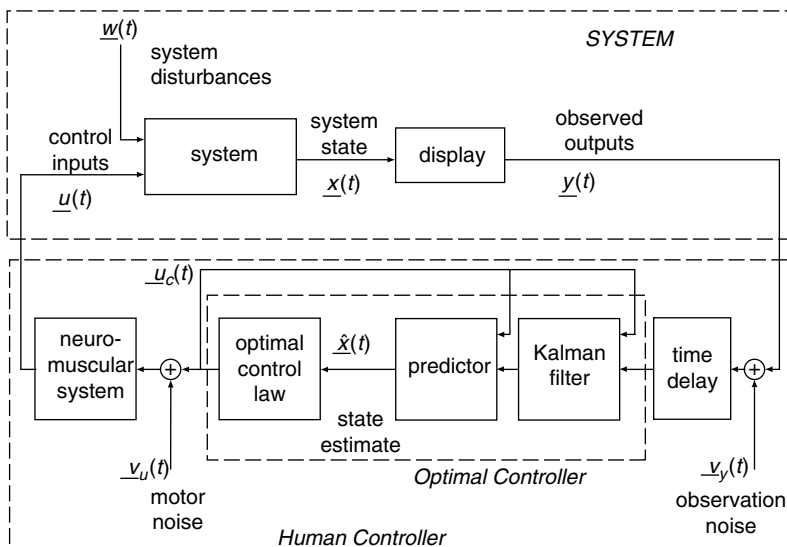 w(t)
system
disturbances
SYSTEM
control
inputs
u(t)
system
system
state
x(t)
display
observed
outputs
y(t)
u_c(t)
neuro-
muscular
system
+
optimal
control
law
x̂(t)
state
estimate
predictor
Kalman
filter
time
delay
+
Optimal Controller
v_u(t)
motor
noise
v_y(t)
observation
noise
Human Controller